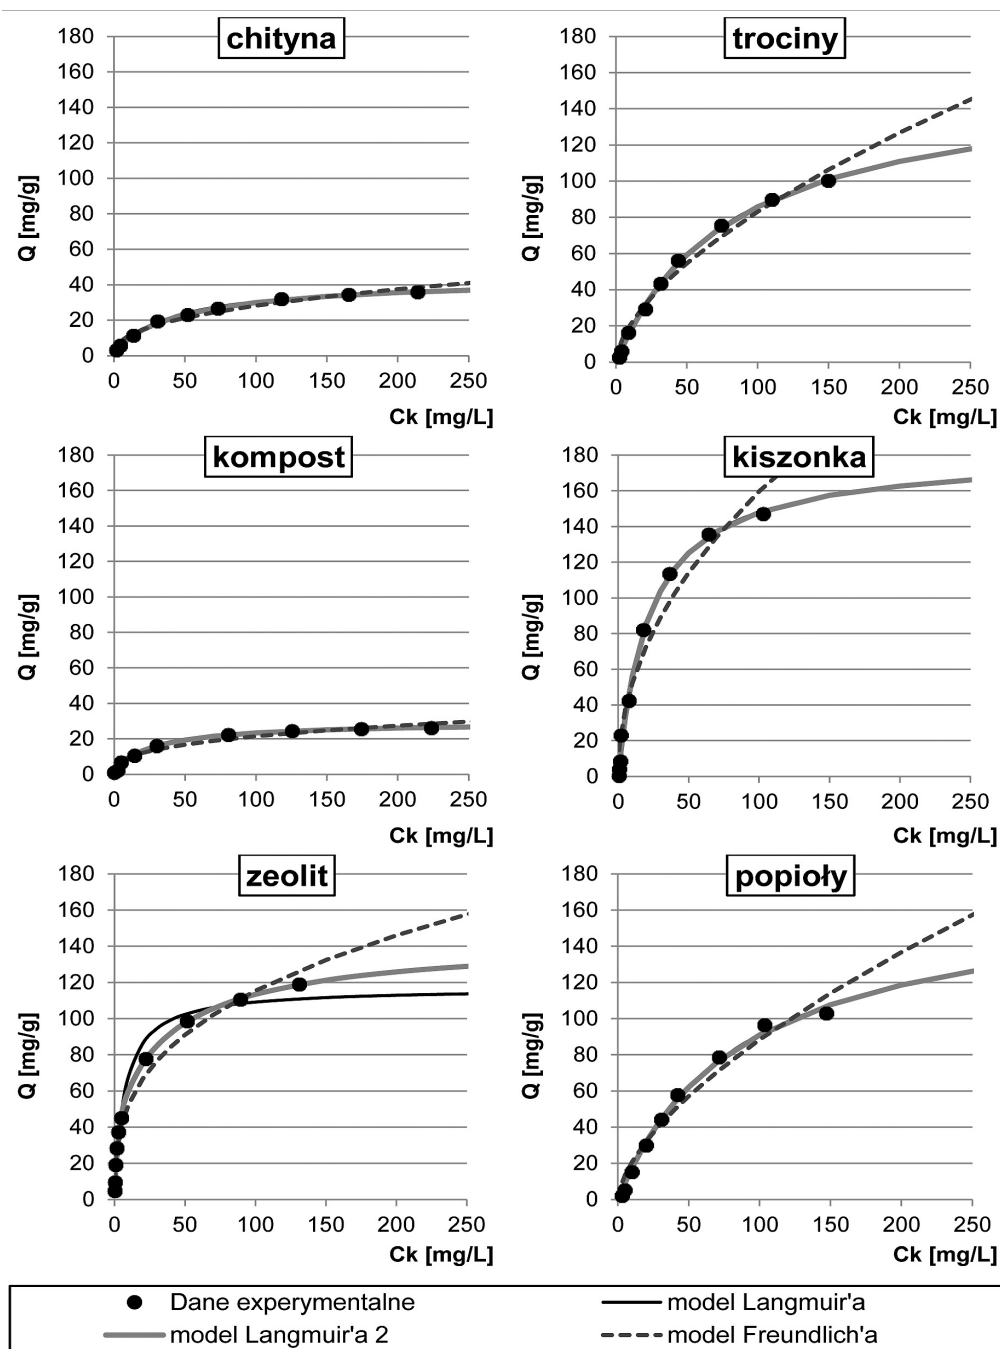 chityna
180
160
140
120
100
80
60
40
20
0
Q [mg/g]
0 50 100 150 200 250
Ck [mg/L]
trociny
180
160
140
120
100
80
60
40
20
0
Q [mg/g]
0 50 100 150 200 250
Ck [mg/L]
kompost
180
160
140
120
100
80
60
40
20
0
Q [mg/g]
0 50 100 150 200 250
Ck [mg/L]
kiszonka
180
160
140
120
100
80
60
40
20
0
Q [mg/g]
0 50 100 150 200 250
Ck [mg/L]
zeolit
180
160
140
120
100
80
60
40
20
0
Q [mg/g]
0 50 100 150 200 250
Ck [mg/L]
popioły
180
160
140
120
100
80
60
40
20
0
Q [mg/g]
0 50 100 150 200 250
Ck [mg/L]
Dane experymentalne
model Langmuir'a
model Langmuir'a 2
model Freundlich'a